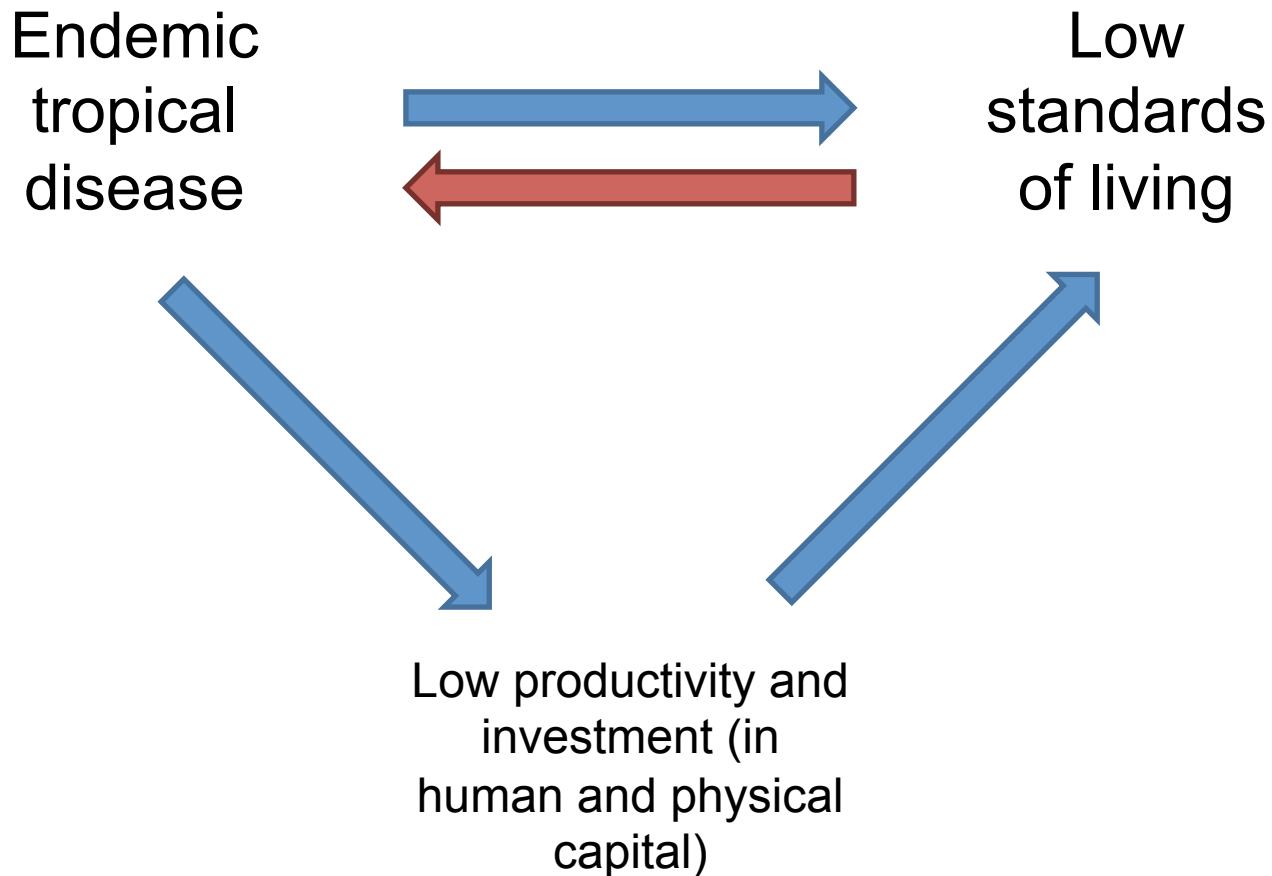 Endemic
tropical
disease
Low
standards
of living
Low productivity and
investment (in
human and physical
capital)